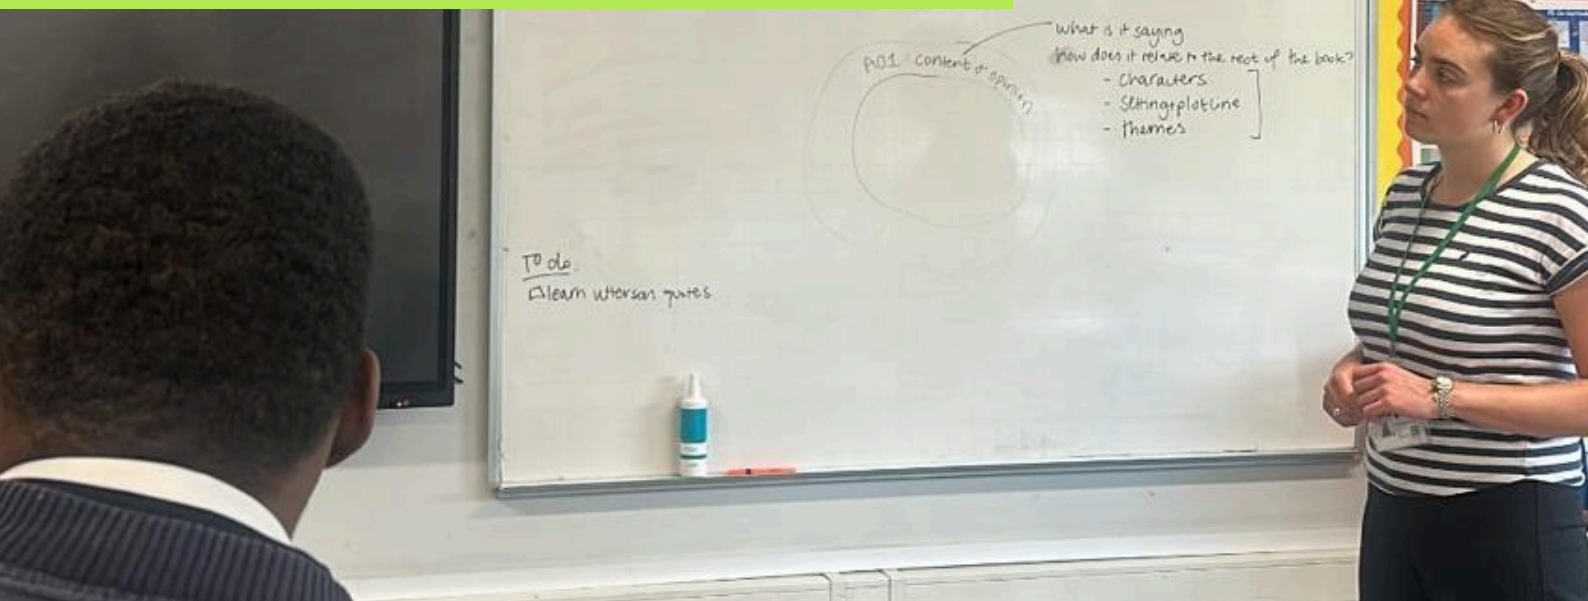 What is it saying
How does it relate to the rest of the book?
- characters
- Setting+plotline
- themes
AO1 content + opinion
To do
learn utterson quotes